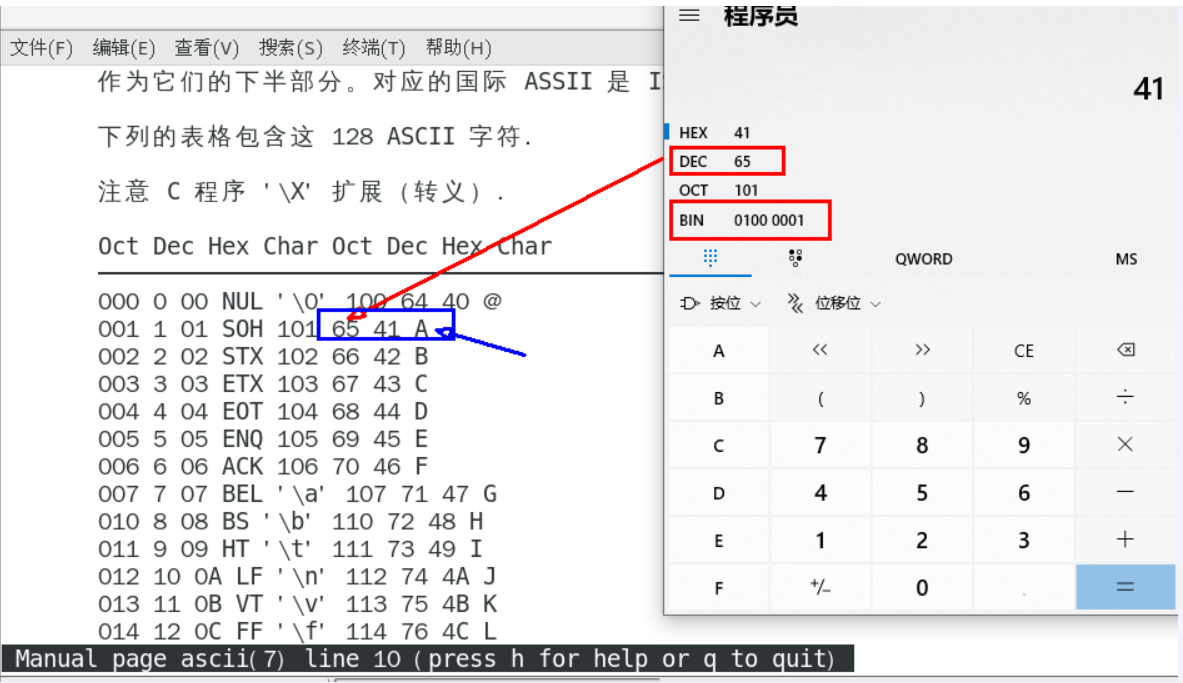 文件(F) 编辑(E) 查看(V) 搜索(S) 终端(T) 帮助(H)
作为它们的下半部分。对应的国际 ASSII 是
下列的表格包含这 128 ASCII 字符.
注意 C 程序 '\X' 扩展（转义）.
Oct Dec Hex Char Oct Dec Hex Char
000 0 00 NUL '\0' 100 64 40 @
001 1 01 SOH 101 65 41 A
002 2 02 STX 102 66 42 B
003 3 03 ETX 103 67 43 C
004 4 04 EOT 104 68 44 D
005 5 05 ENQ 105 69 45 E
006 6 06 ACK 106 70 46 F
007 7 07 BEL '\a' 107 71 47 G
010 8 08 BS '\b' 110 72 48 H
011 9 09 HT '\t' 111 73 49 I
012 10 0A LF '\n' 112 74 4A J
013 11 0B VT '\v' 113 75 4B K
014 12 0C FF '\f' 114 76 4C L
Manual page ascii(7) line 10 (press h for help or q to quit)
程序员
41
HEX 41
DEC 65
OCT 101
BIN 0100 0001
QWORD MS
按位 位移位
A << >> CE
B ( ) % ÷
C 7 8 9 ×
D 4 5 6 −
E 1 2 3 +
F +/− 0 . =